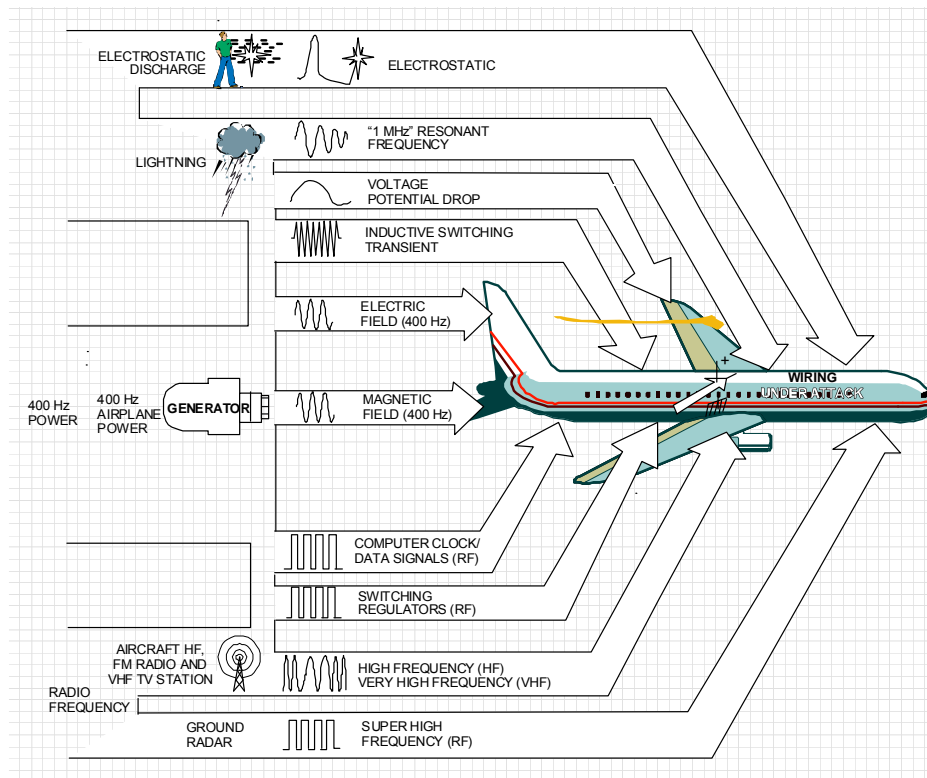 ELECTROSTATIC
DISCHARGE
ELECTROSTATIC
LIGHTNING
“1 MHz” RESONANT
FREQUENCY
VOLTAGE
POTENTIAL DROP
INDUCTIVE SWITCHING
TRANSIENT
ELECTRIC
FIELD (400 Hz)
400 Hz
POWER
400 Hz
AIRPLANE
POWER
GENERATOR
MAGNETIC
FIELD (400 Hz)
WIRING
UNDER ATTACK
COMPUTER CLOCK/
DATA SIGNALS (RF)
SWITCHING
REGULATORS (RF)
AIRCRAFT HF,
FM RADIO AND
VHF TV STATION
HIGH FREQUENCY (HF)
VERY HIGH FREQUENCY (VHF)
RADIO
FREQUENCY
GROUND
RADAR
SUPER HIGH
FREQUENCY (RF)